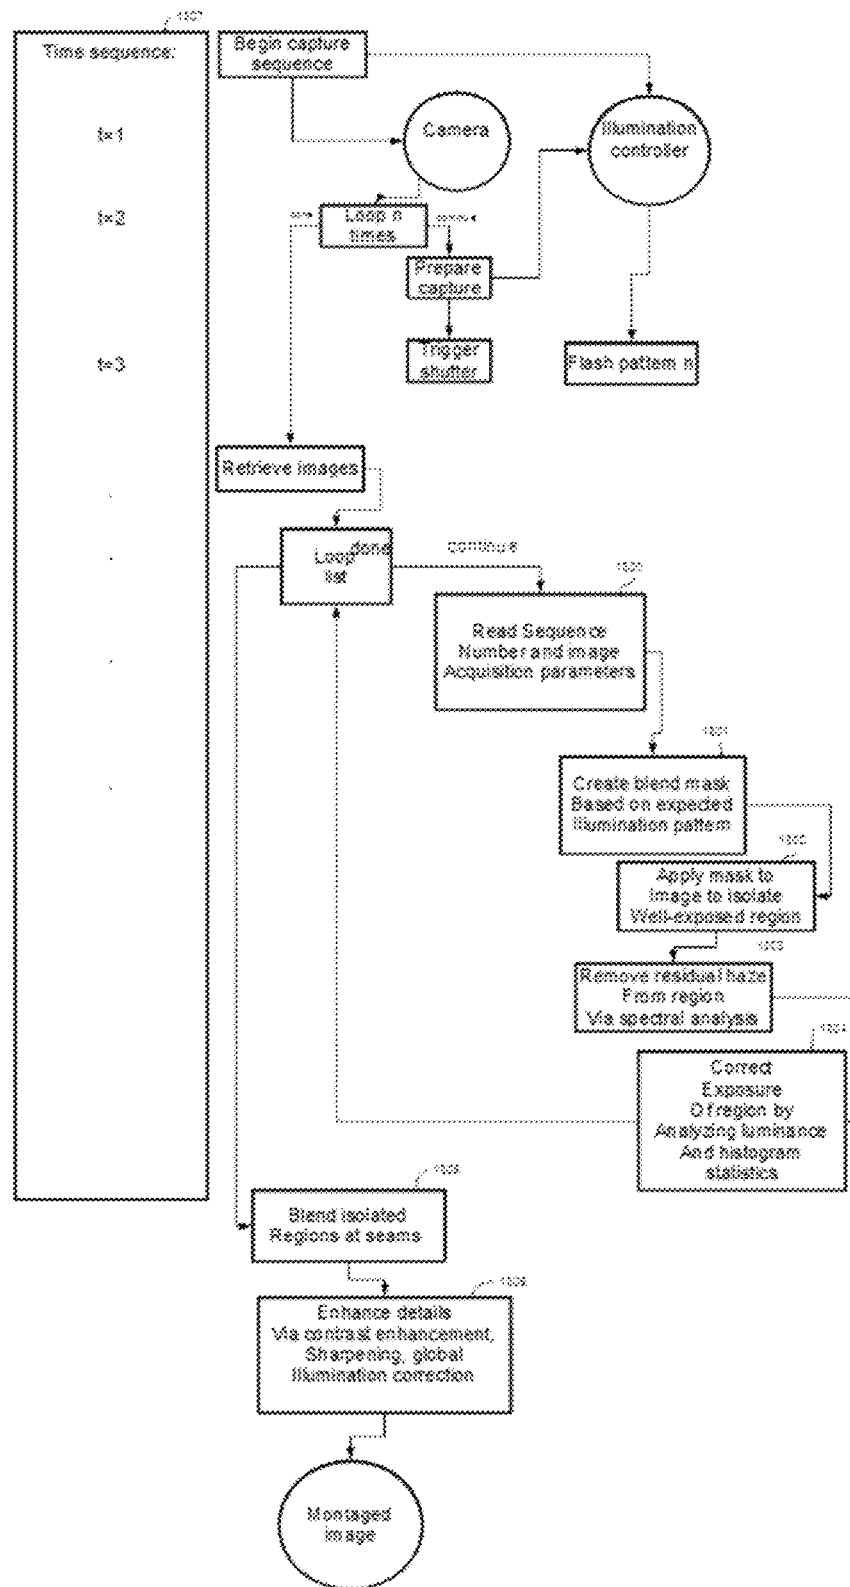 Time sequence:
t=1
t=2
t=3
Begin capture
sequence
Camera
Illumination
controller
Loop n
times
Prepare
capture
Trigger
shutter
Flash pattern n
Retrieve images
done
Loop
list
continue
Read Sequence
Number and image
Acquisition parameters
Create blend mask
Based on expected
Illumination pattern
Apply mask to
Image to isolate
Well-exposed region
Remove residual haze
From region
Via spectral analysis
Correct
Exposure
Of region by
Analyzing luminance
And histogram
statistics
Blend isolated
Regions at seams
Enhance details
Via contrast enhancement,
Sharpening, global
Illumination correction
Montaged
image